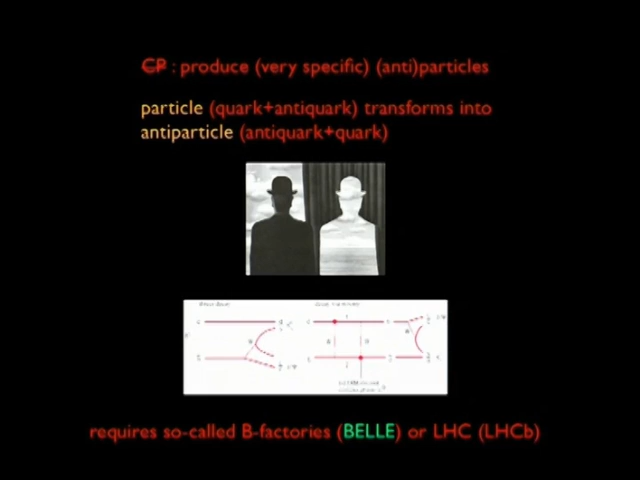 CP : produce (very specific) (anti)particles
particle (quark+antiquark) transforms into
antiparticle (antiquark+quark)
requires so-called B-factories (BELLE) or LHC (LHCb)